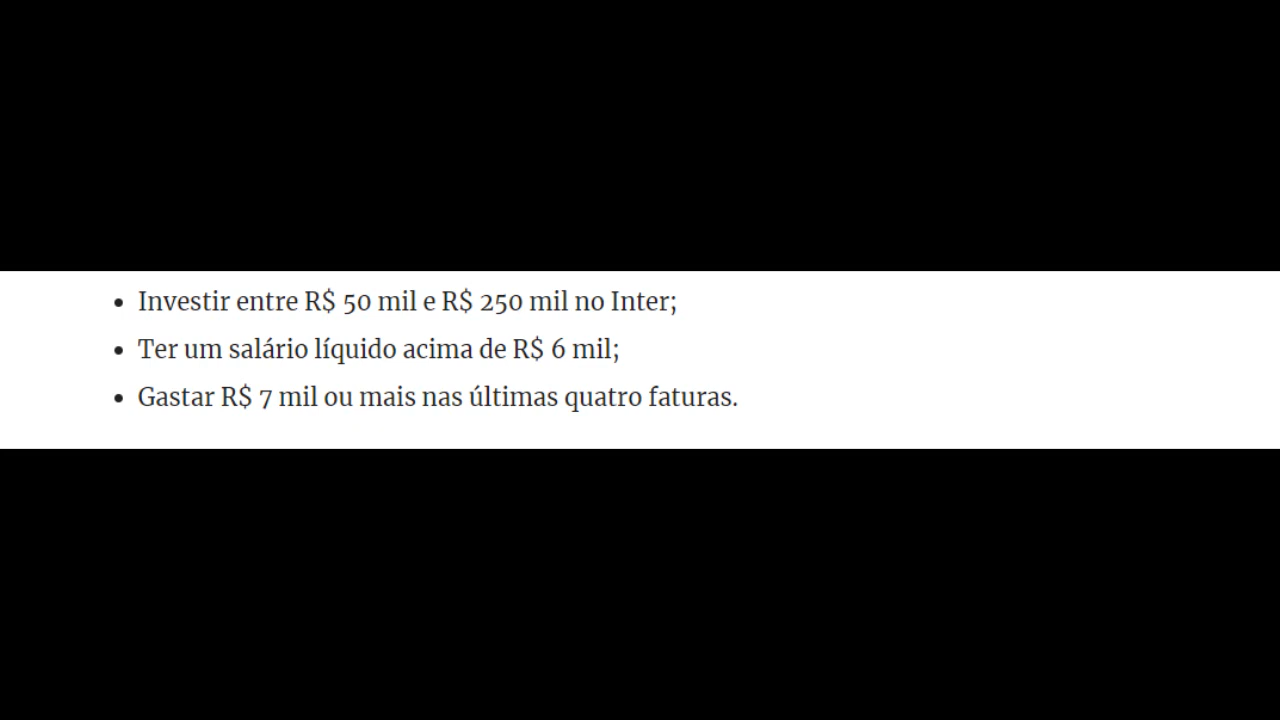 • Investir entre R$ 50 mil e R$ 250 mil no Inter;
• Ter um salário líquido acima de R$ 6 mil;
• Gastar R$ 7 mil ou mais nas últimas quatro faturas.